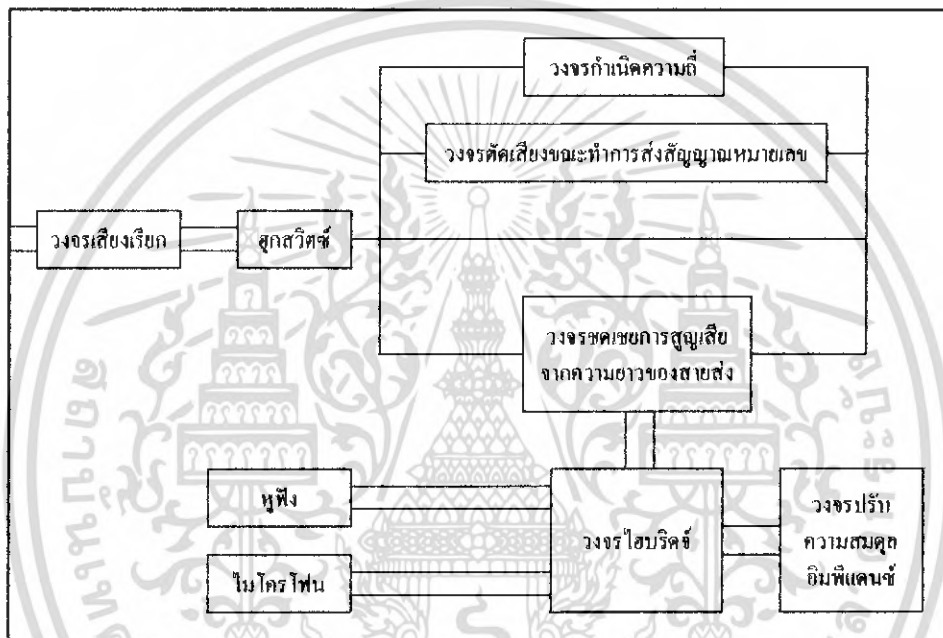 วงจรกำเนิดความถี่
วงจรตัดเสียงขณะทำการส่งสัญญาณหมายเลข
วงจรเสียงเรียก
ฮุกสวิตช์
วงจรชดเชยการสูญเสีย
จากความยาวของสายส่ง
หูฟัง
วงจรไฮบริดจ์
วงจรปรับ
ความสมดุล
อิมพีแดนซ์
ไมโครโฟน